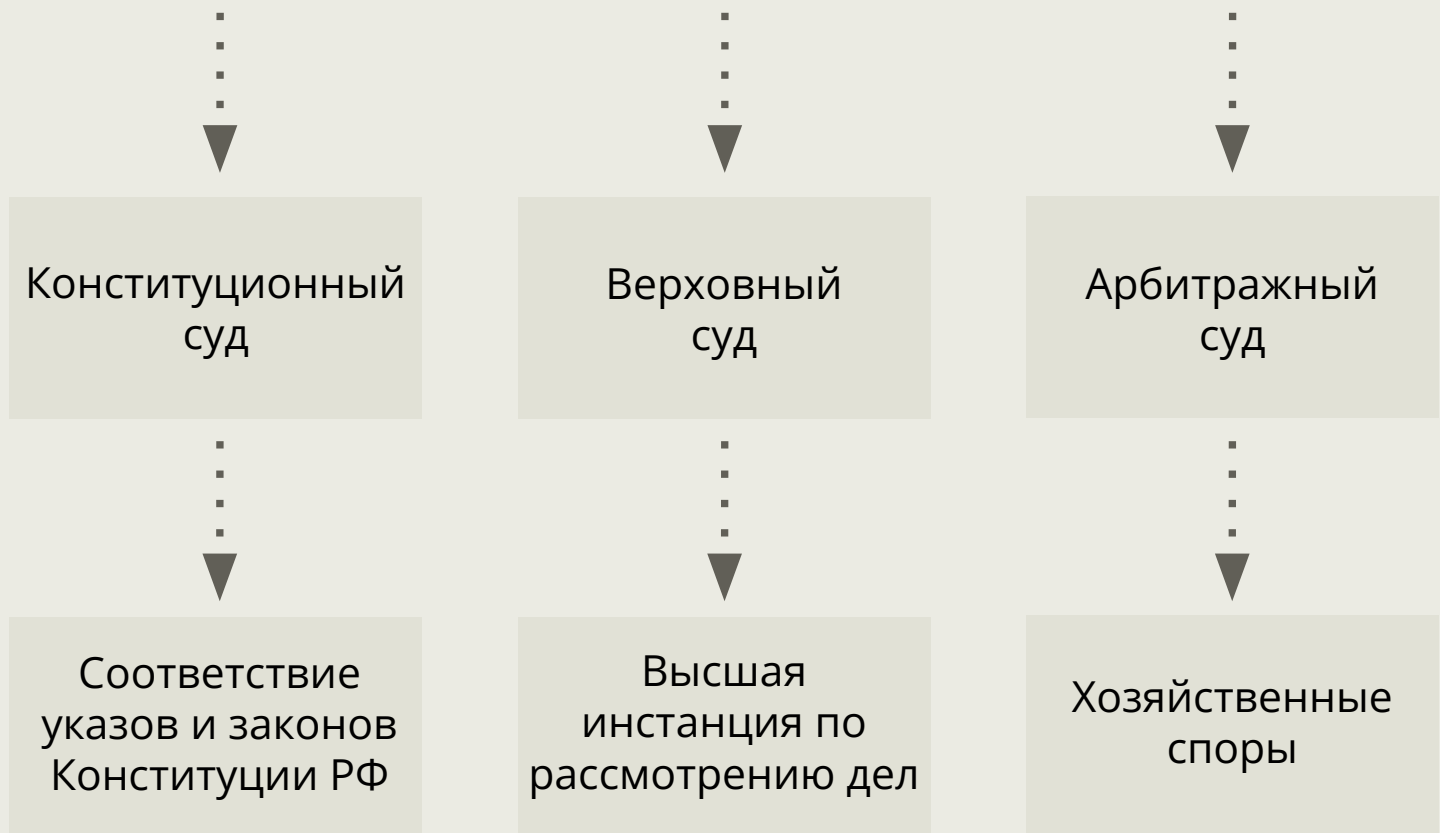 Конституционный
суд
Верховный
суд
Арбитражный
суд
Соответствие
указов и законов
Конституции РФ
Высшая
инстанция по
рассмотрению дел
Хозяйственные
споры